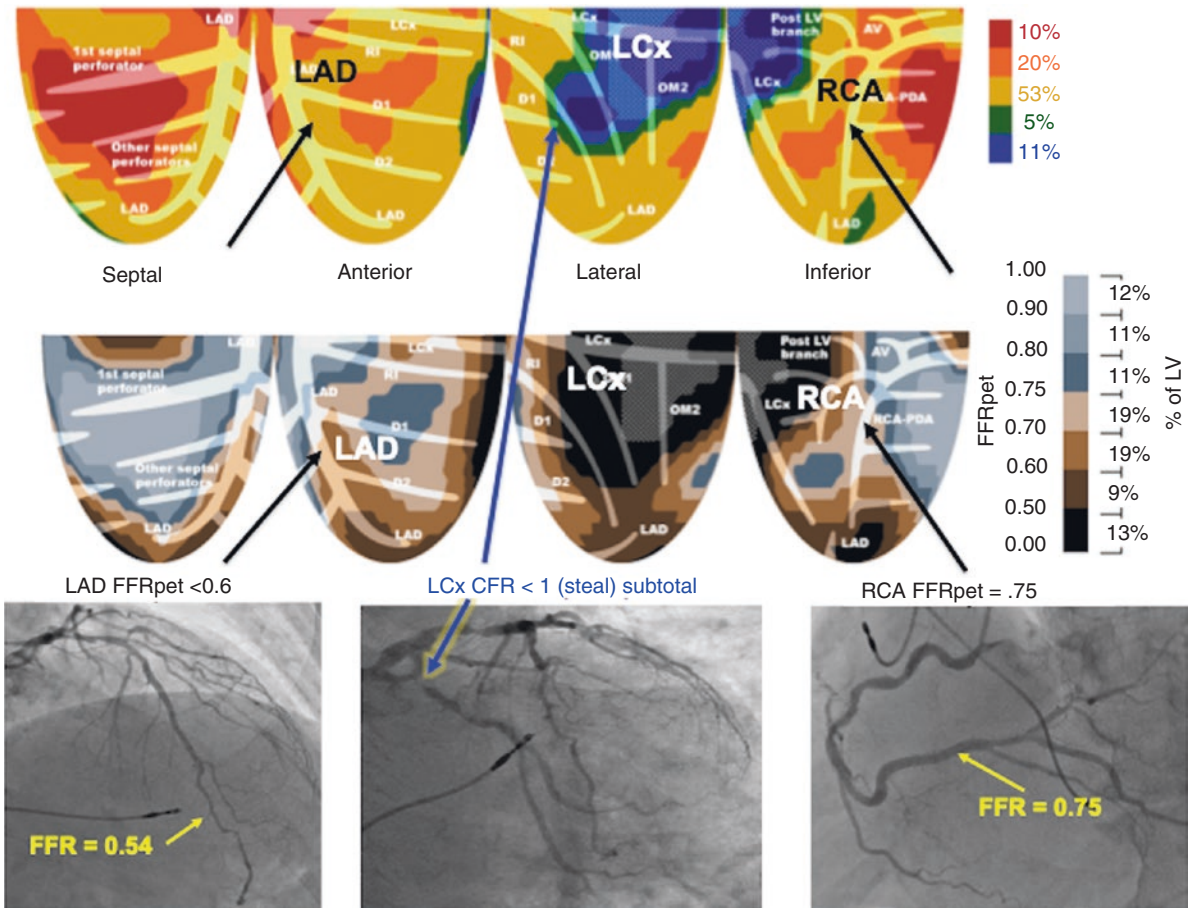 LAD
LCx
LCx
Post LV
branch
AV
10%
1st septal
perforator
RI
RI
OM1
LCx
20%
LAD
LAD
D1
OM2
LCx
RCA
RCA-PDA
53%
D1
5%
Other septal
perforators
D2
D2
11%
LAD
LAD
LAD
LAD
Septal
Anterior
Lateral
Inferior
1.00
0.90
0.80
0.75
0.70
0.60
0.50
0.00
FFRpet
12%
11%
11%
19%
19%
9%
13%
% of LV
LAD
LCx
LCx
Post LV
branch
AV
1st septal
perforator
RI
RI
LCx
LAD
D1
OM2
LCx
RCA
RCA-PDA
D1
LAD
Other septal
perforators
D2
D2
LAD
LAD
LAD
LAD
LAD FFRpet <0.6
LCx CFR < 1 (steal) subtotal
RCA FFRpet = .75
FFR = 0.54
FFR = 0.75